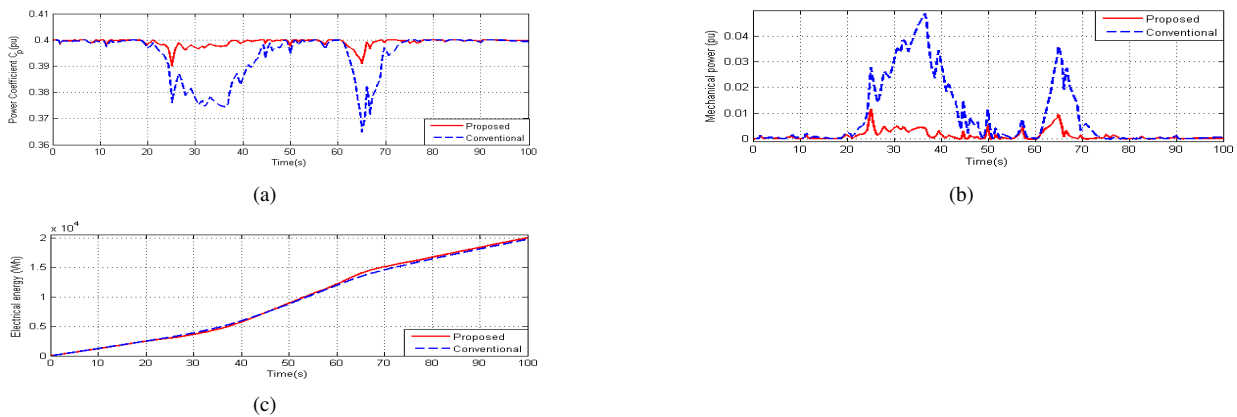 0.41
0.4
0.39
0.38
0.37
0.36
Power Coefficient Cp (pu)
Proposed
Conventional
0 10 20 30 40 50 60 70 80 90 100
Time(s)
(a)
0.04
0.03
0.02
0.01
0
Mechanical power (pu)
Proposed
Conventional
0 10 20 30 40 50 60 70 80 90 100
Time(s)
(b)
x 10^4
2
1.5
1
0.5
0
Electrical energy (Wh)
Proposed
Conventional
0 10 20 30 40 50 60 70 80 90 100
Time(s)
(c)